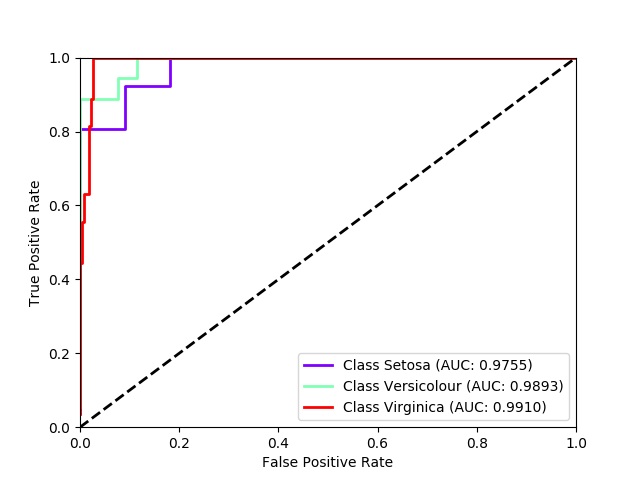 1.0
0.8
0.6
0.4
0.2
0.0
True Positive Rate
Class Setosa (AUC: 0.9755)
Class Versicolour (AUC: 0.9893)
Class Virginica (AUC: 0.9910)
0.0 0.2 0.4 0.6 0.8 1.0
False Positive Rate